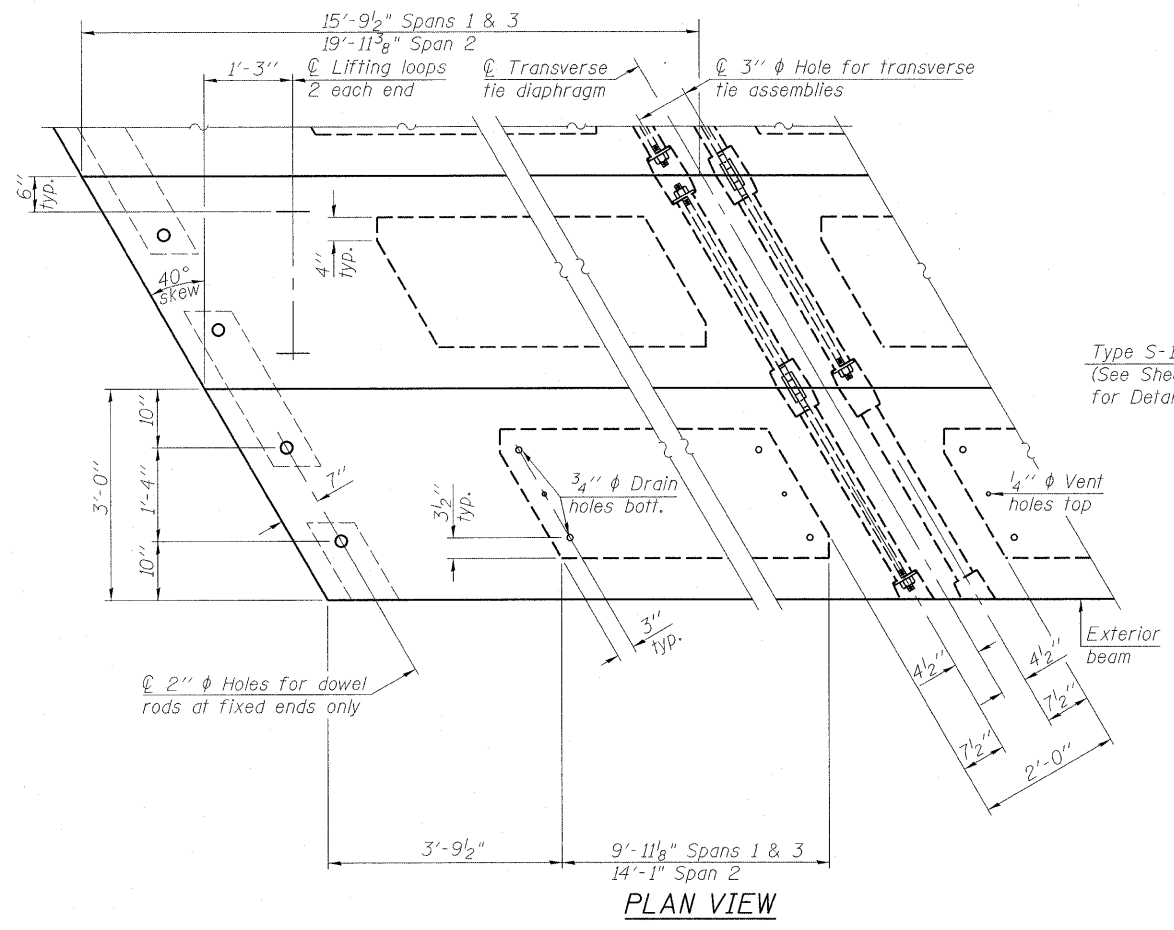 15'-9½" Spans 1 & 3
19'-11⅜" Span 2
1'-3"
℄ Lifting loops
2 each end
℄ Transverse
tie diaphragm
℄ 3" ϕ Hole for transverse
tie assemblies
6"
typ.
4"
typ.
40°
skew
Type S-1
(See Shee
for Detai
10"
1'-4"
10"
3'-0"
7"
3½"
typ.
¾" ϕ Drain
holes bott.
¼" ϕ Vent
holes top
3"
typ.
℄ 2" ϕ Holes for dowel
rods at fixed ends only
Exterior
beam
4½"
4½"
7½"
7½"
2'-0"
3'-9½"
9'-11⅛" Spans 1 & 3
14'-1" Span 2
PLAN VIEW